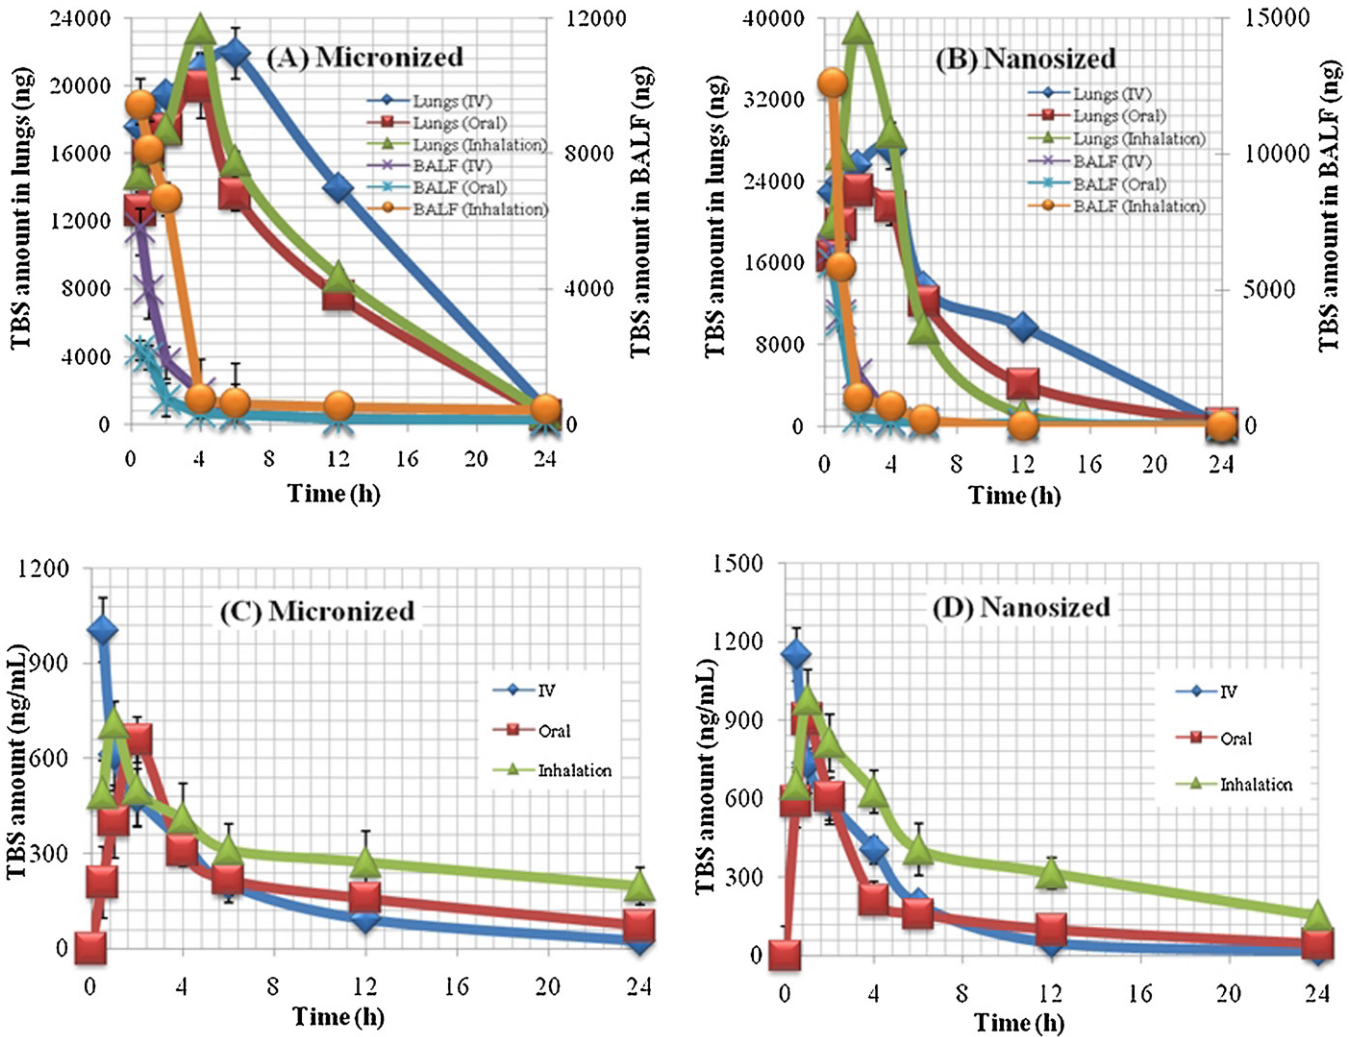 (A) Micronized
TBS amount in lungs (ng)
24000
20000
16000
12000
8000
4000
0
12000
8000
4000
0
TBS amount in BALF (ng)
Lungs (IV)
Lungs (Oral)
Lungs (Inhalation)
BALF (IV)
BALF (Oral)
BALF (Inhalation)
0 4 8 12 16 20 24
Time (h)
(B) Nanosized
TBS amount in lungs (ng)
40000
32000
24000
16000
8000
0
15000
10000
5000
0
TBS amount in BALF (ng)
Lungs (IV)
Lungs (Oral)
Lungs (Inhalation)
BALF (IV)
BALF (Oral)
BALF (Inhalation)
0 4 8 12 16 20 24
Time (h)
(C) Micronized
TBS amount (ng/mL)
1200
900
600
300
0
IV
Oral
Inhalation
0 4 8 12 16 20 24
Time (h)
(D) Nanosized
TBS amount (ng/mL)
1500
1200
900
600
300
0
IV
Oral
Inhalation
0 4 8 12 16 20 24
Time (h)